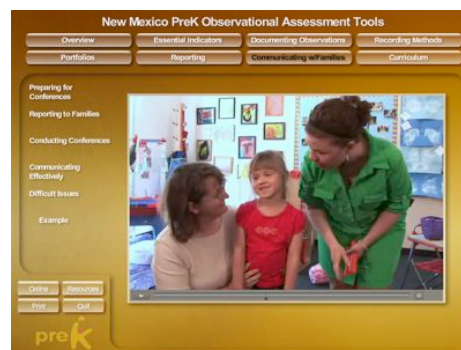 New Mexico PreK Observational Assessment Tools
Overview
Essential Indicators
Documenting Observations
Recording Methods
Portfolios
Reporting
Communicating w/Families
Curriculum
Preparing for
Conferences
Reporting to Families
Conducting Conferences
Communicating
Effectively
Difficult Issues
Example
Online
Resources
Print
Quit
preK